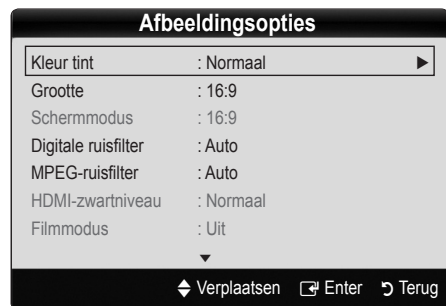 Afbeeldingsopties
Kleur tint : Normaal ►
Grootte : 16:9
Schermmodus : 16:9
Digitale ruisfilter : Auto
MPEG-ruisfilter : Auto
HDMI-zwartniveau : Normaal
Filmmodus : Uit
▼
Verplaatsen Enter Terug